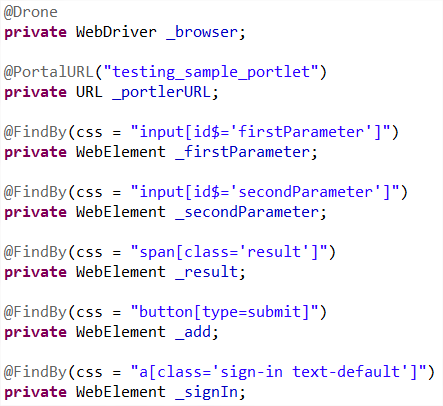 @Drone
private WebDriver _browser;
@PortalURL("testing_sample_portlet")
private URL _portlerURL;
@FindBy(css = "input[id$='firstParameter']")
private WebElement _firstParameter;
@FindBy(css = "input[id$='secondParameter']")
private WebElement _secondParameter;
@FindBy(css = "span[class='result']")
private WebElement _result;
@FindBy(css = "button[type=submit]")
private WebElement _add;
@FindBy(css = "a[class='sign-in text-default']")
private WebElement _signIn;